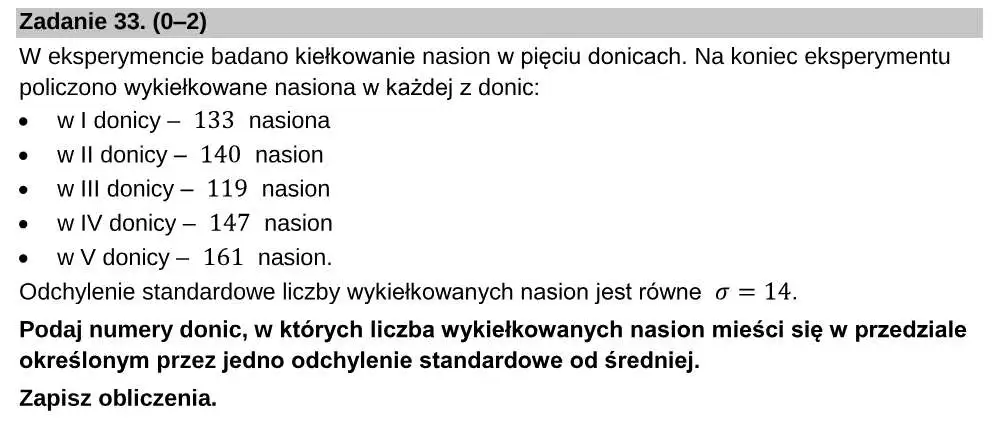 Zadanie 33. (0–2)
W eksperymencie badano kiełkowanie nasion w pięciu donicach. Na koniec eksperymentu
policzono wykiełkowane nasiona w każdej z donic:
• w I donicy – 133 nasiona
• w II donicy – 140 nasion
• w III donicy – 119 nasion
• w IV donicy – 147 nasion
• w V donicy – 161 nasion.
Odchylenie standardowe liczby wykiełkowanych nasion jest równe σ = 14.
Podaj numery donic, w których liczba wykiełkowanych nasion mieści się w przedziale
określonym przez jedno odchylenie standardowe od średniej.
Zapisz obliczenia.